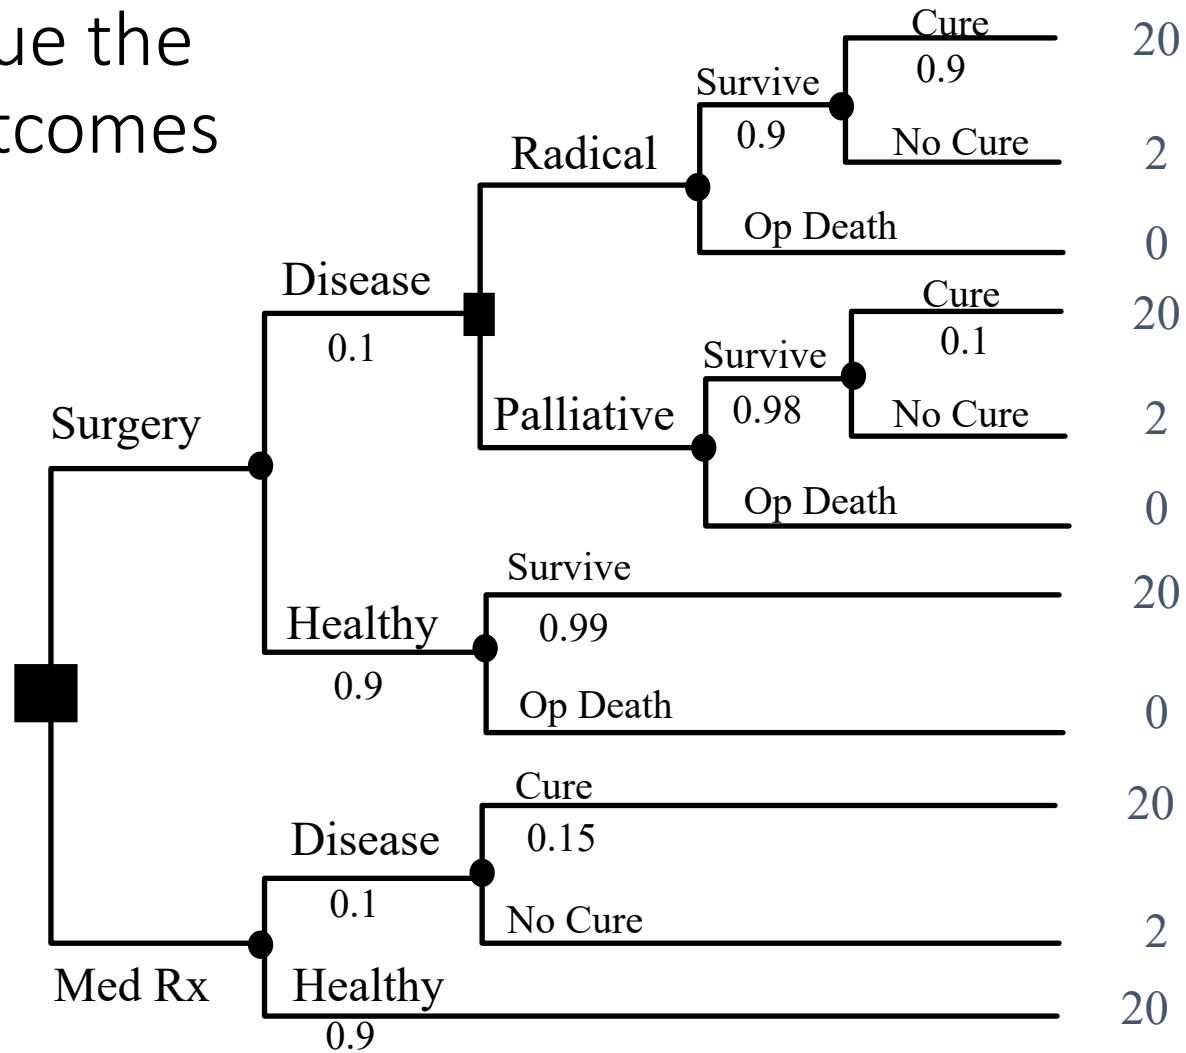 ue the
tcomes
Cure
20
0.9
Survive
0.9
No Cure
2
Radical
Op Death
0
Disease
0.1
Cure
20
0.1
Survive
0.98
No Cure
2
Palliative
Op Death
0
Surgery
Survive
20
0.99
Healthy
0.9
Op Death
0
Cure
20
0.15
Disease
0.1
No Cure
2
Med Rx
Healthy
20
0.9